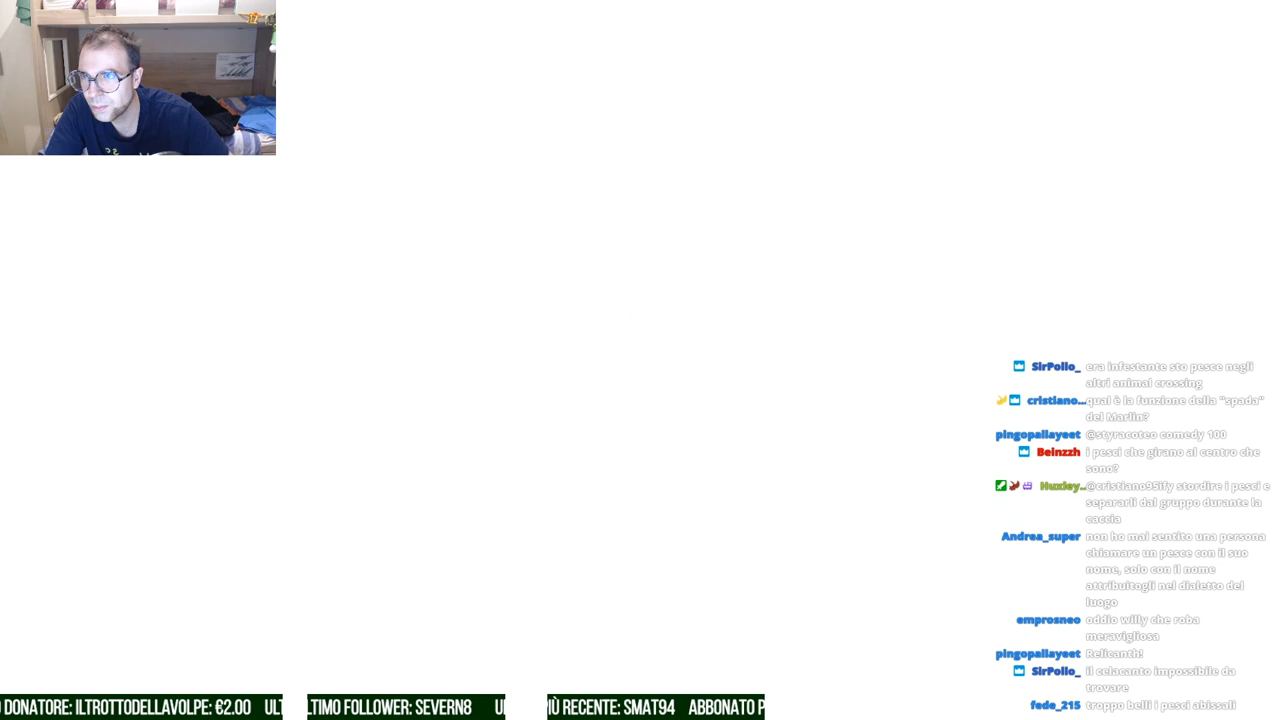 SirPollo_ era infestante sto pesce negli
altri animal crossing
cristiano... qual è la funzione della "spada"
del Marlin?
pingopallayeet @styracoteo comedy 100
Beinzzh i pesci che girano al centro che
sono?
Huxley... @cristiano95ify stordire i pesci e
separarli dal gruppo durante la
caccia
Andrea_super non ho mai sentito una persona
chiamare un pesce con il suo
nome, solo con il nome
attribuitogli nel dialetto del
luogo
emprosneo oddio willy che roba
meravigliosa
pingopallayeet Relicanth!
SirPollo_ il celacanto impossibile da
trovare
fede_215 troppo belli i pesci abissali
O DONATORE: ILTROTTODELLAVOLPE: €2.00 ULT
LTIMO FOLLOWER: SEVERN8 UL
IÙ RECENTE: SMAT94 ABBONATO P